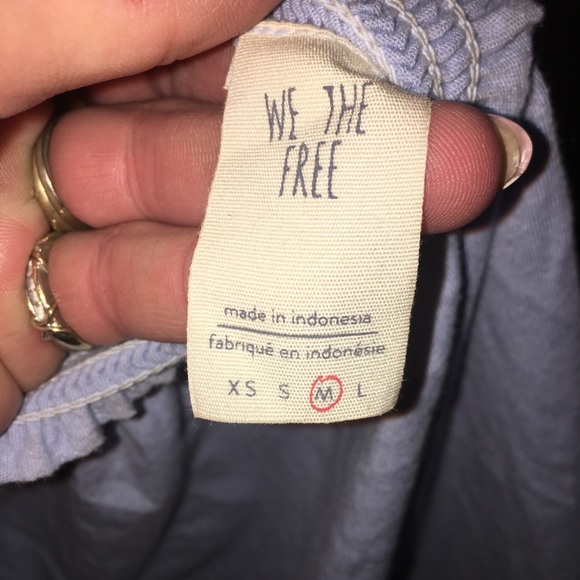 WE THE
FREE
made in indonesia
fabriqué en indonésie
XS S M L